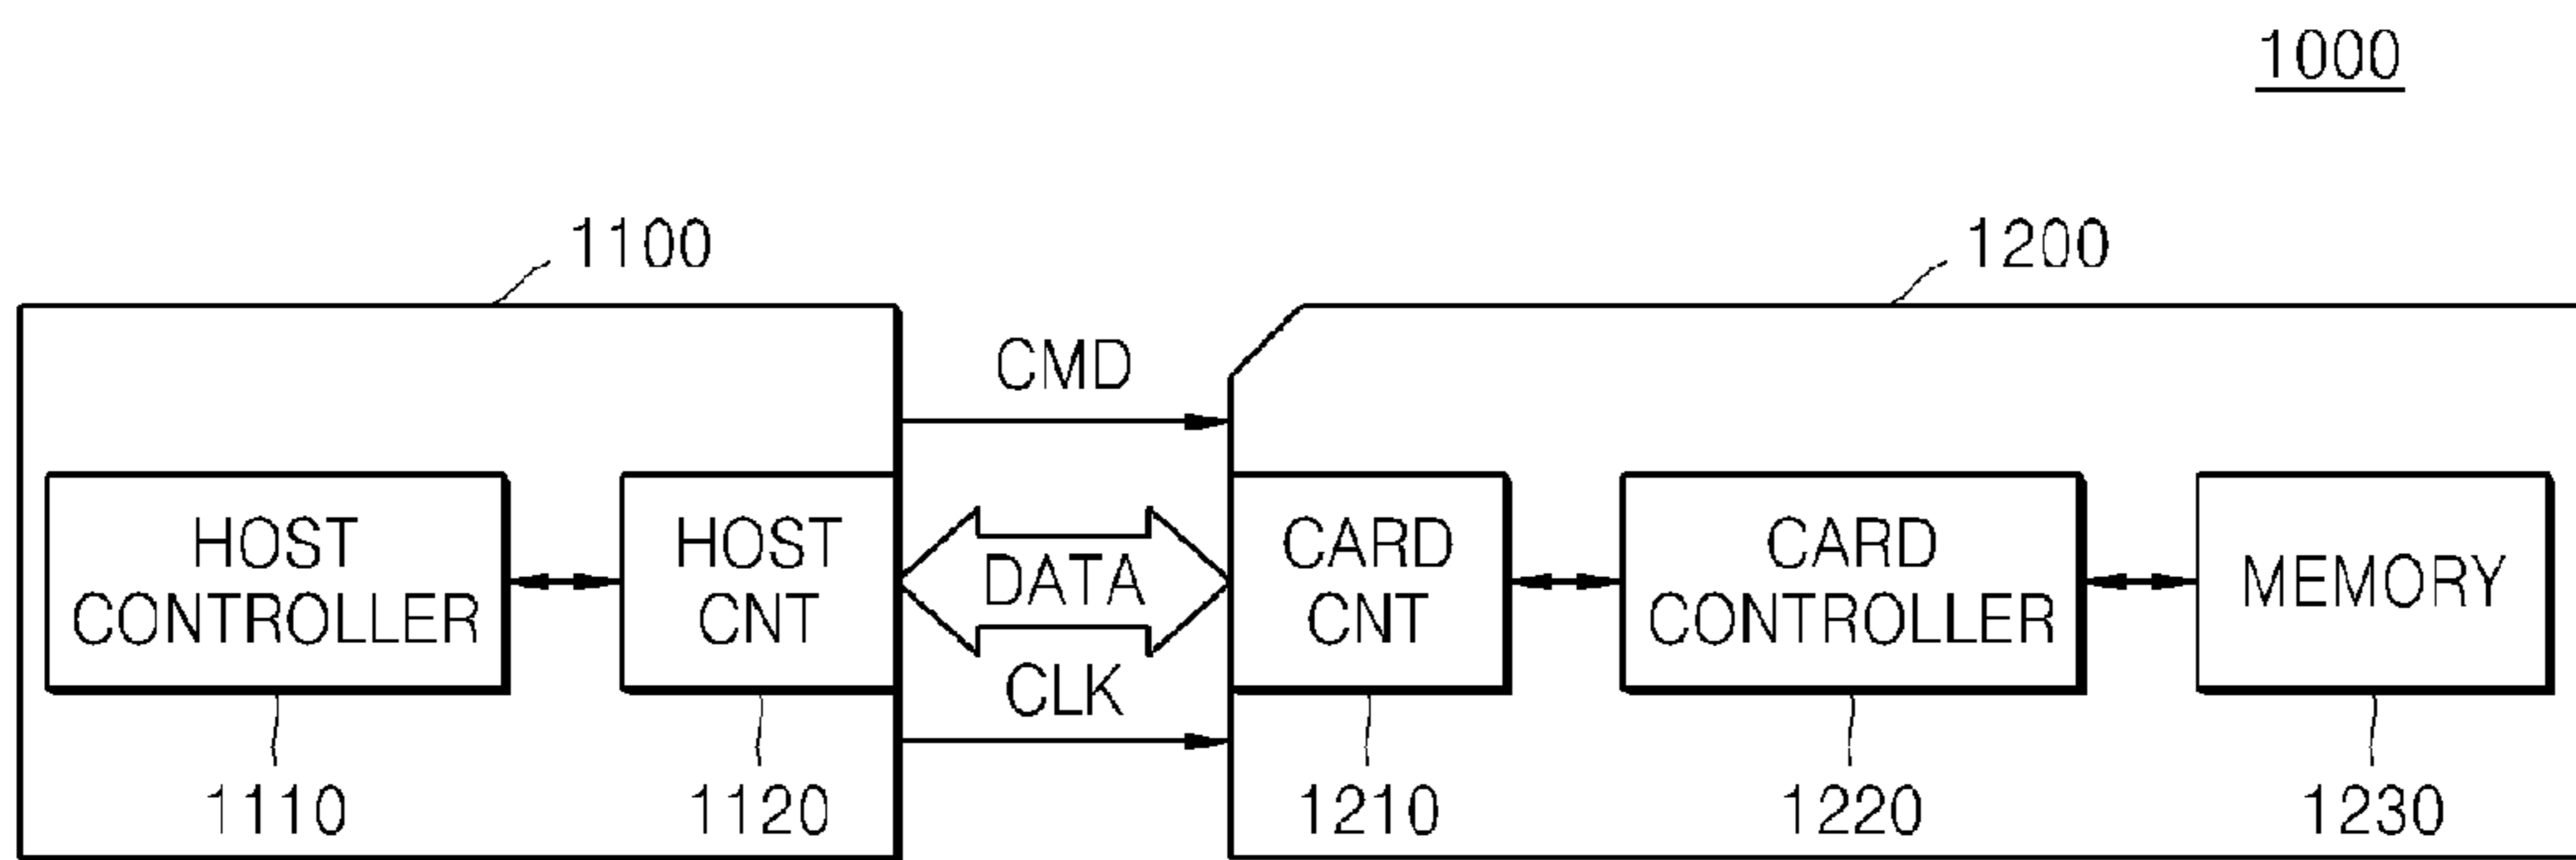 1000
1100
1200
CMD
HOST
CONTROLLER
HOST
CNT
DATA
CLK
CARD
CNT
CARD
CONTROLLER
MEMORY
1110
1120
1210
1220
1230